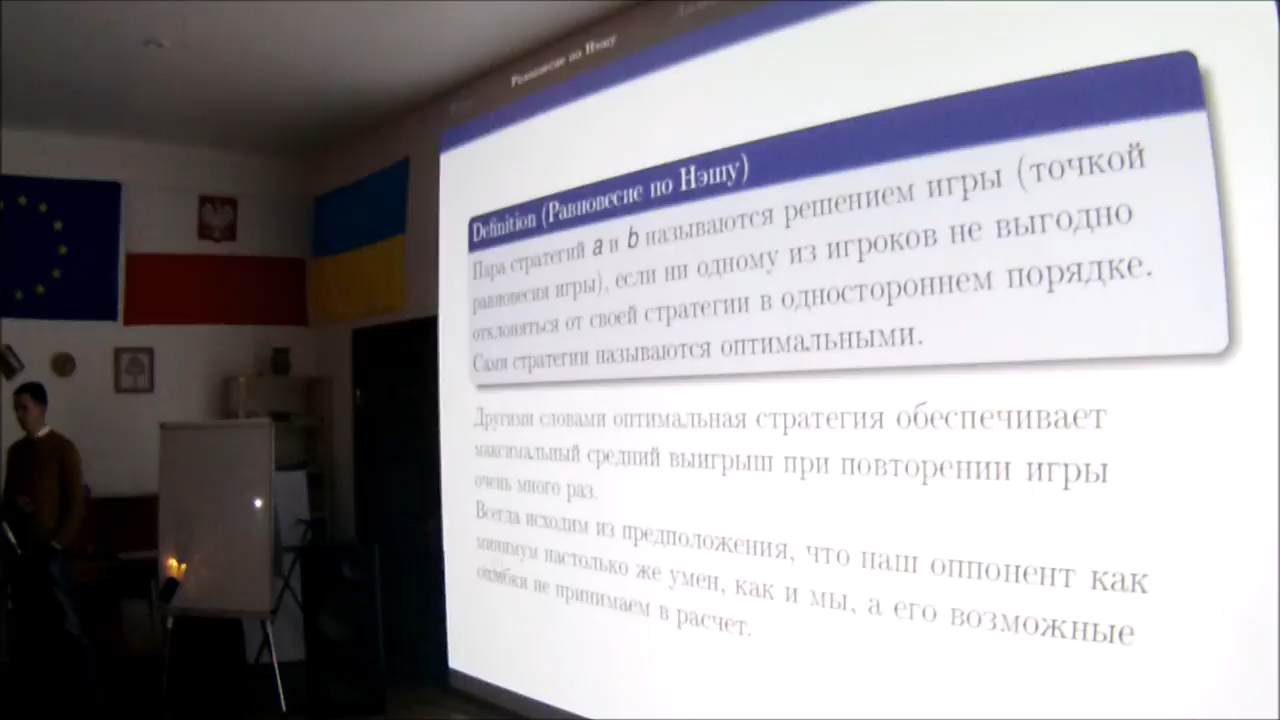 Равновесие по Нэшу
Definition (Равновесие по Нэшу)
Пара стратегий a и b называются решением игры (точкой
равновесия игры), если ни одному из игроков не выгодно
отклоняться от своей стратегии в одностороннем порядке.
Сами стратегии называются оптимальными.
Другими словами оптимальная стратегия обеспечивает
максимальный средний выигрыш при повторении игры
очень много раз.
Всегда исходим из предположения, что наш оппонент как
минимум настолько же умен, как и мы, а его возможные
ошибки не принимаем в расчет.